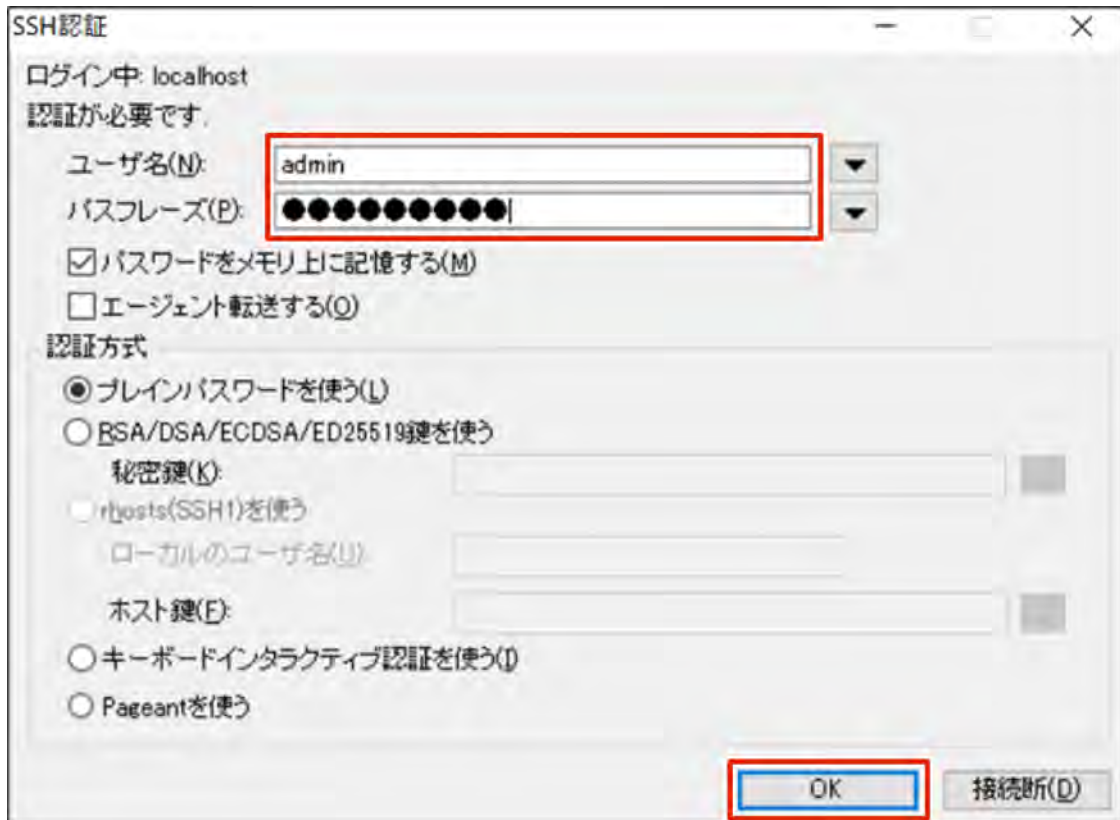 SSH認証
ログイン中: localhost
認証が必要です.
ユーザ名(N): admin
パスフレーズ(P): ●●●●●●●●●
パスワードをメモリ上に記憶する(M)
エージェント転送する(O)
認証方式
プレインパスワードを使う(L)
RSA/DSA/ECDSA/ED25519鍵を使う
秘密鍵(K):
rhosts(SSH1)を使う
ローカルのユーザ名(U):
ホスト鍵(F):
キーボードインタラクティブ認証を使う(I)
Pageantを使う
OK 接続断(D)